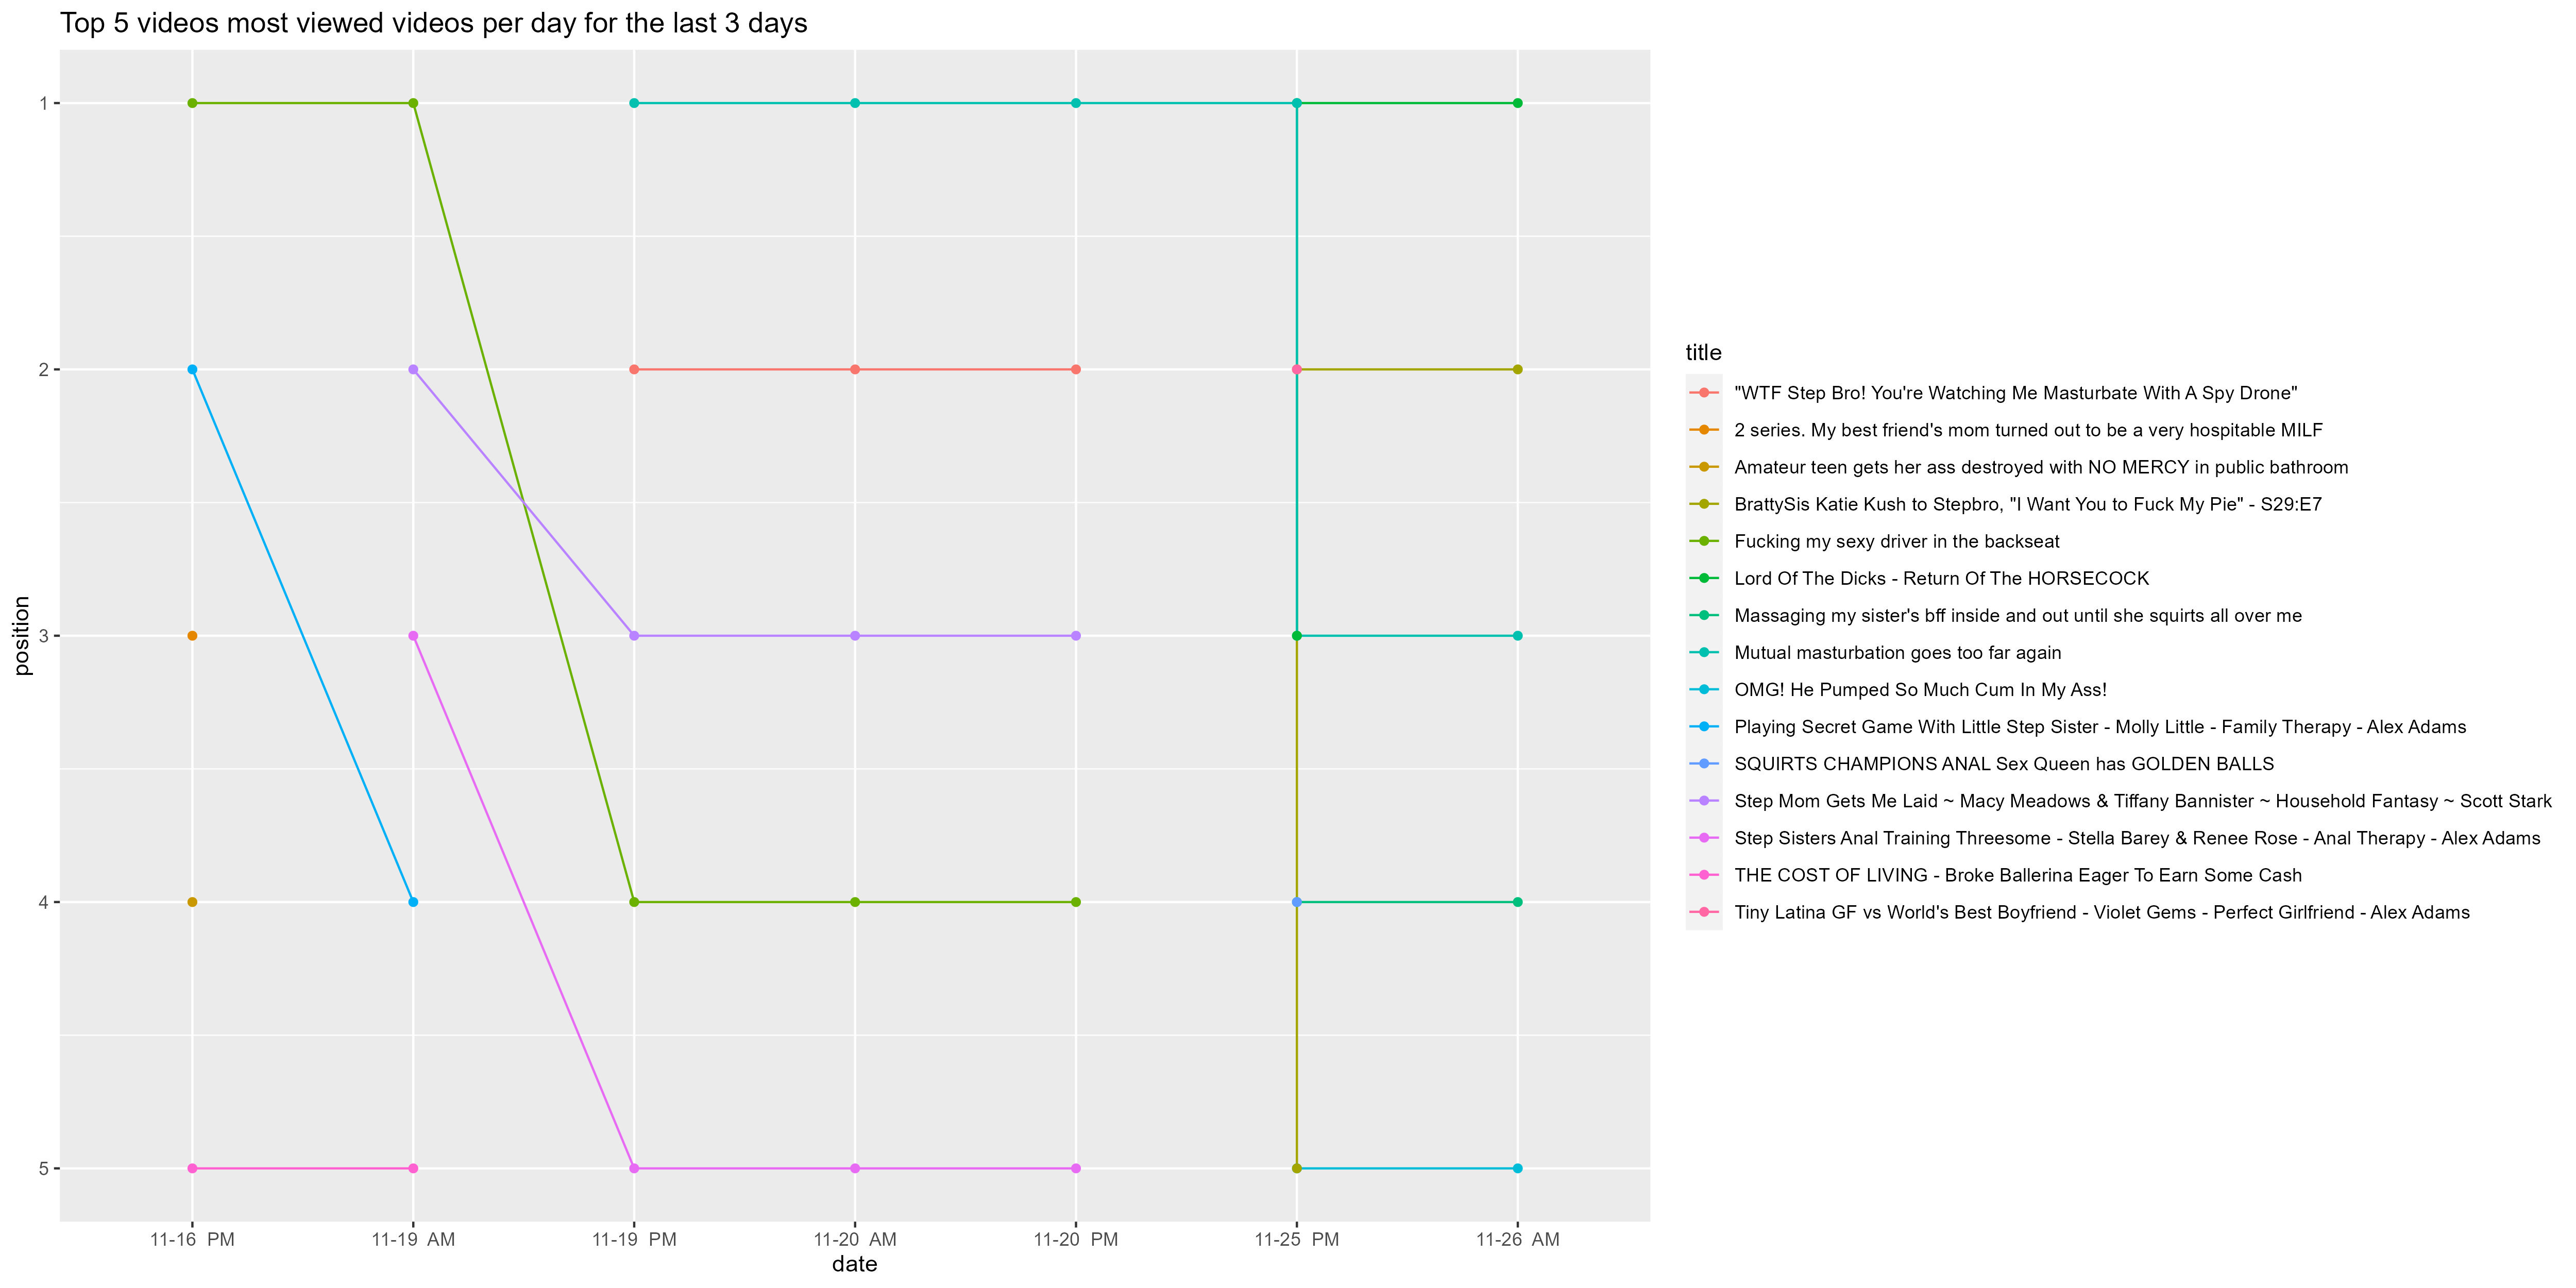 Top 5 videos most viewed videos per day for the last 3 days
position
1
2
3
4
5
11-16 PM
11-19 AM
11-19 PM
11-20 AM
11-20 PM
11-25 PM
11-26 AM
date
title
"WTF Step Bro! You're Watching Me Masturbate With A Spy Drone"
2 series. My best friend's mom turned out to be a very hospitable MILF
Amateur teen gets her ass destroyed with NO MERCY in public bathroom
BrattySis Katie Kush to Stepbro, "I Want You to Fuck My Pie" - S29:E7
Fucking my sexy driver in the backseat
Lord Of The Dicks - Return Of The HORSECOCK
Massaging my sister's bff inside and out until she squirts all over me
Mutual masturbation goes too far again
OMG! He Pumped So Much Cum In My Ass!
Playing Secret Game With Little Step Sister - Molly Little - Family Therapy - Alex Adams
SQUIRTS CHAMPIONS ANAL Sex Queen has GOLDEN BALLS
Step Mom Gets Me Laid ~ Macy Meadows & Tiffany Bannister ~ Household Fantasy ~ Scott Stark
Step Sisters Anal Training Threesome - Stella Barey & Renee Rose - Anal Therapy - Alex Adams
THE COST OF LIVING - Broke Ballerina Eager To Earn Some Cash
Tiny Latina GF vs World's Best Boyfriend - Violet Gems - Perfect Girlfriend - Alex Adams